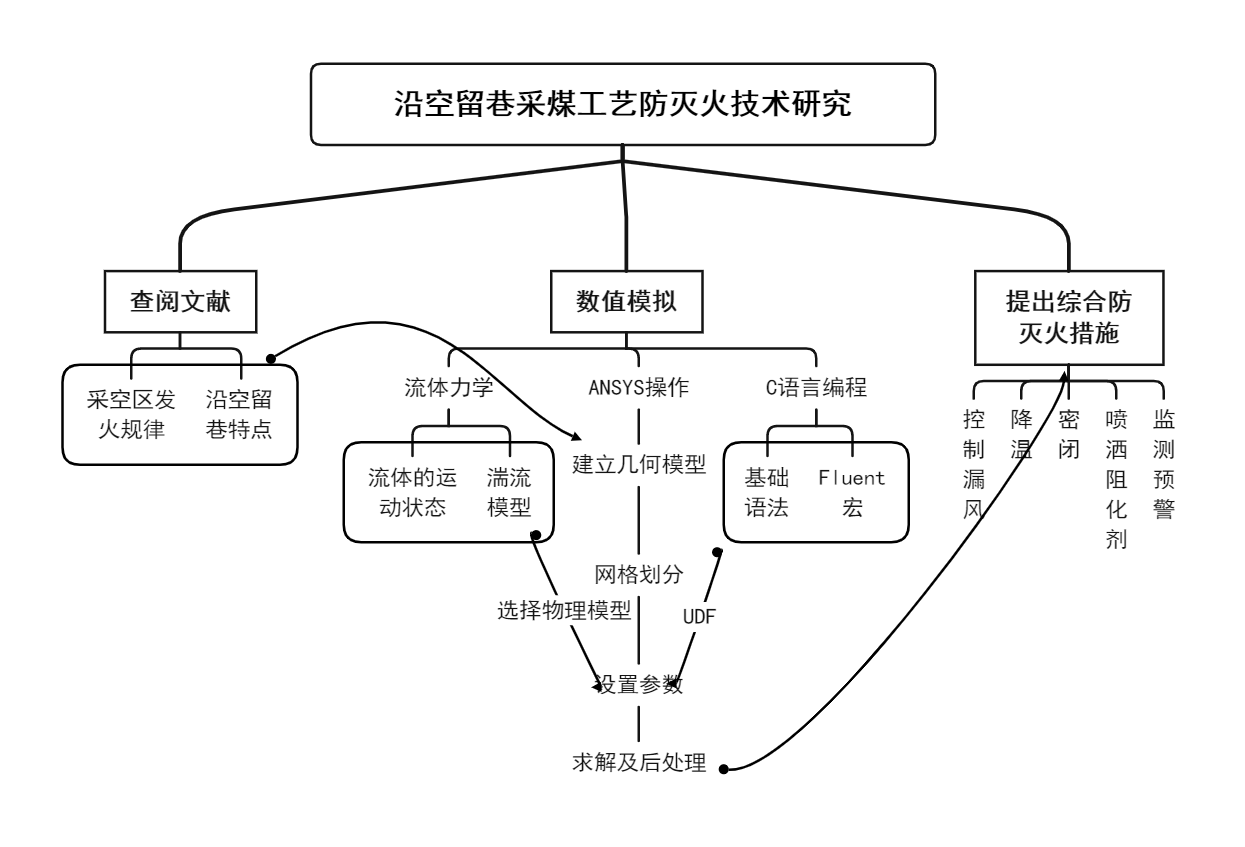 沿空留巷采煤工艺防灭火技术研究
查阅文献
采空区发
火规律
沿空留
巷特点
数值模拟
流体力学
流体的运
动状态
湍流
模型
选择物理模型
ANSYS操作
建立几何模型
网格划分
设置参数
求解及后处理
C语言编程
基础
语法
Fluent
宏
UDF
提出综合防
灭火措施
控
制
漏
风
降
温
密
闭
喷
洒
阻
化
剂
监
测
预
警